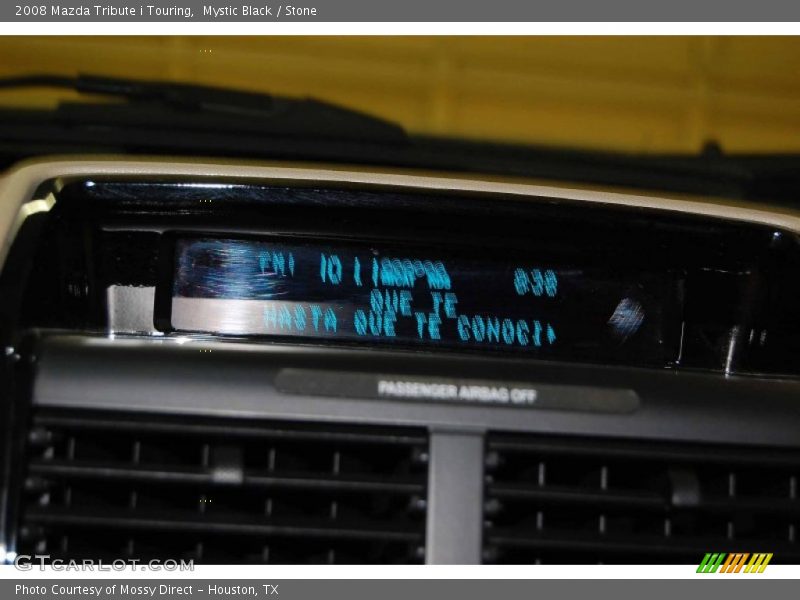 2008 Mazda Tribute i Touring,  Mystic Black / Stone
QUE TE
HASTA QUE TE CONOCI
PASSENGER AIRBAG OFF
GTCARLOT.COM
Photo Courtesy of Mossy Direct - Houston, TX